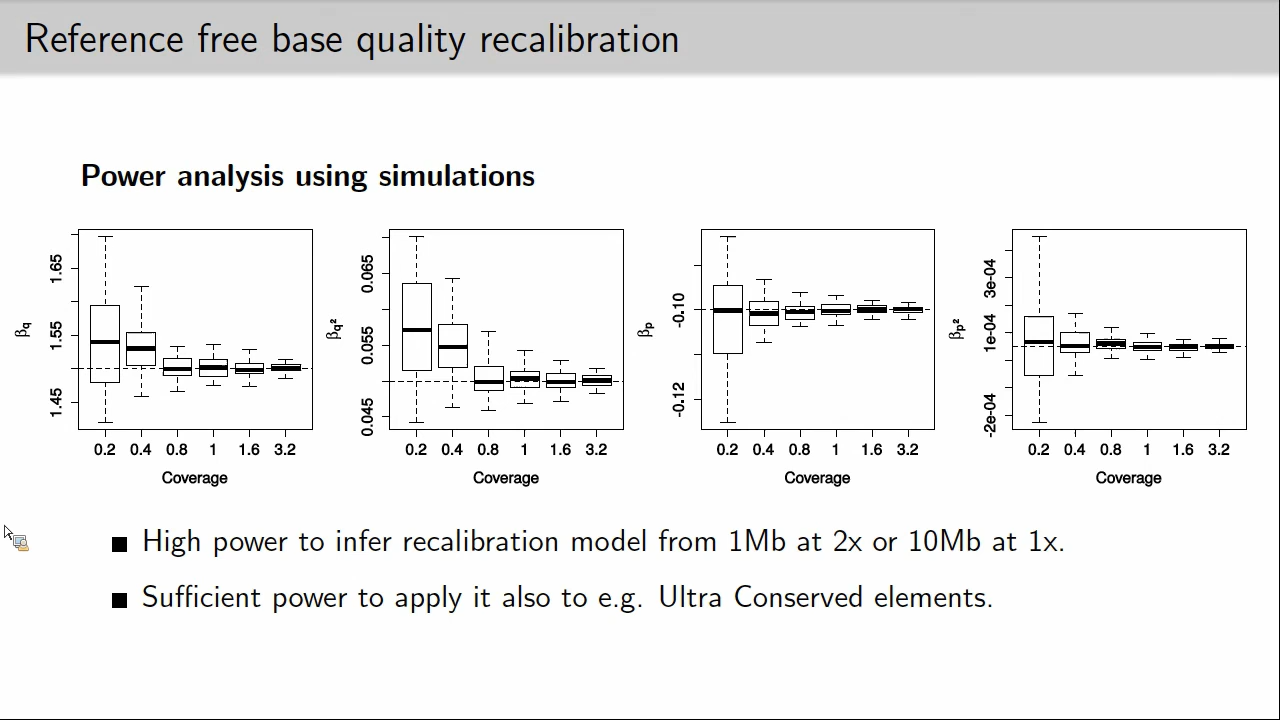 Reference free base quality recalibration
Power analysis using simulations
βq
1.45 1.55 1.65
0.2 0.4 0.8 1 1.6 3.2
Coverage
βq²
0.045 0.055 0.065
0.2 0.4 0.8 1 1.6 3.2
Coverage
βp
-0.12 -0.10
0.2 0.4 0.8 1 1.6 3.2
Coverage
βp²
-2e-04 1e-04 3e-04
0.2 0.4 0.8 1 1.6 3.2
Coverage
High power to infer recalibration model from 1Mb at 2x or 10Mb at 1x.
Sufficient power to apply it also to e.g. Ultra Conserved elements.